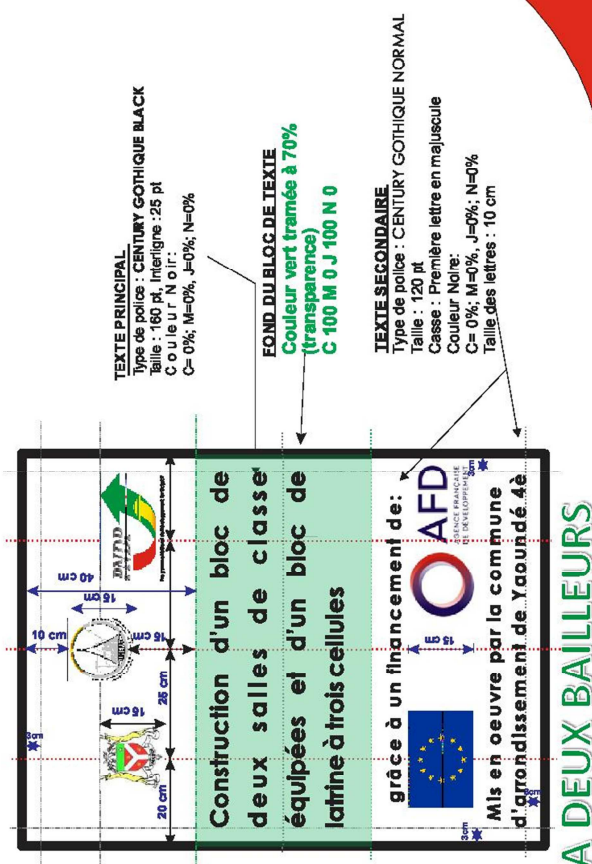 TEXTE PRINCIPAL
Type de police : CENTURY GOTHIQUE BLACK
Taille : 160 pt, Interligne :25 pt
Couleur Noir:
C= 0%; M=0%, J=0%; N=0%
FOND DU BLOC DE TEXTE
Couleur vert tramée à 70%
(transparence)
C 100 M 0 J 100 N 0
TEXTE SECONDAIRE
Type de police : CENTURY GOTHIQUE NORMAL
Taille : 120 pt
Casse : Première lettre en majuscule
Couleur Noire:
C= 0%; M=0%, J=0%; N=0%
Taille des lettres : 10 cm
3cm
10 cm
15 cm
40 cm
15 cm
15 cm
20 cm
25 cm
PNDP
Construction d'un bloc de
deux salles de classe
équipées et d'un bloc de
latrine à trois cellules
grâce à un financement de:
15 cm
AFD
AGENCE FRANÇAISE
DE DÉVELOPPEMENT
3cm
Mis en oeuvre par la commune
d'arrondissement de Yaoundé 4è
3cm
3cm
A DEUX BAILLEURS